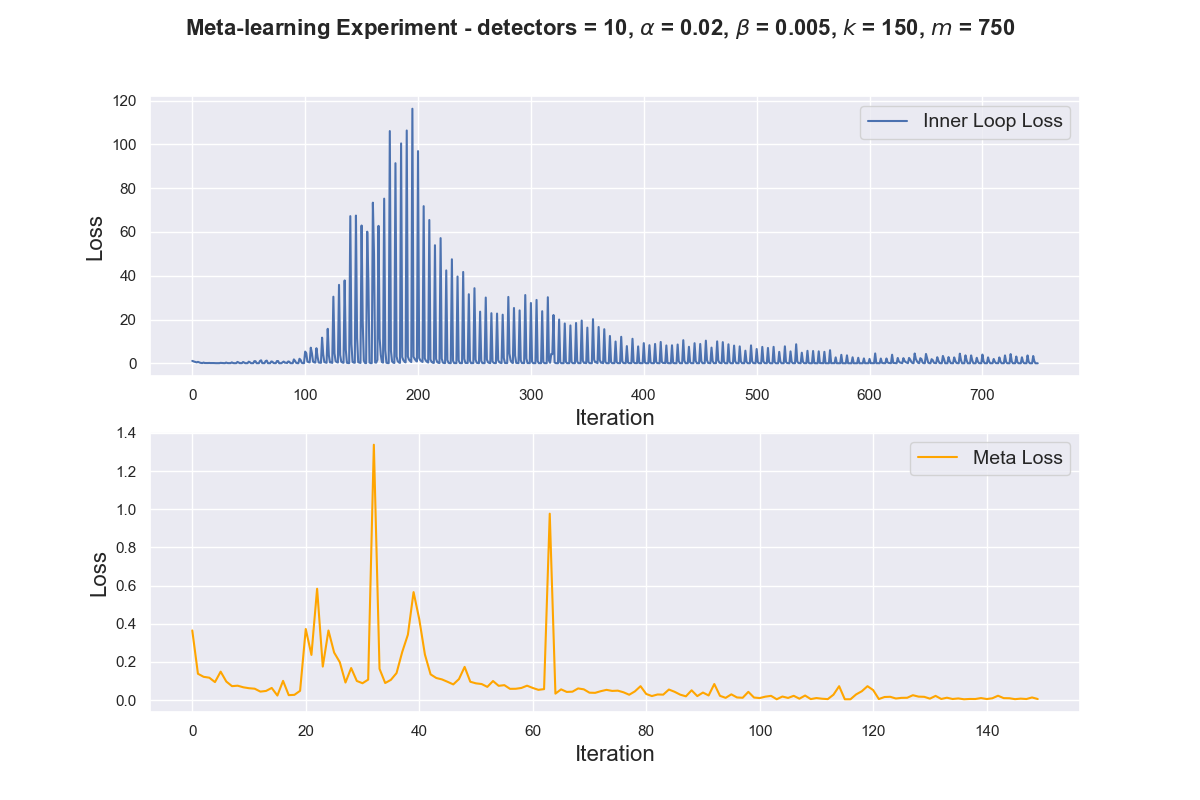 Meta-learning Experiment - detectors = 10, α = 0.02, β = 0.005, k = 150, m = 750
120
100
80
60
40
20
0
Loss
Inner Loop Loss
0 100 200 300 400 500 600 700
Iteration
1.4
1.2
1.0
0.8
0.6
0.4
0.2
0.0
Loss
Meta Loss
0 20 40 60 80 100 120 140
Iteration